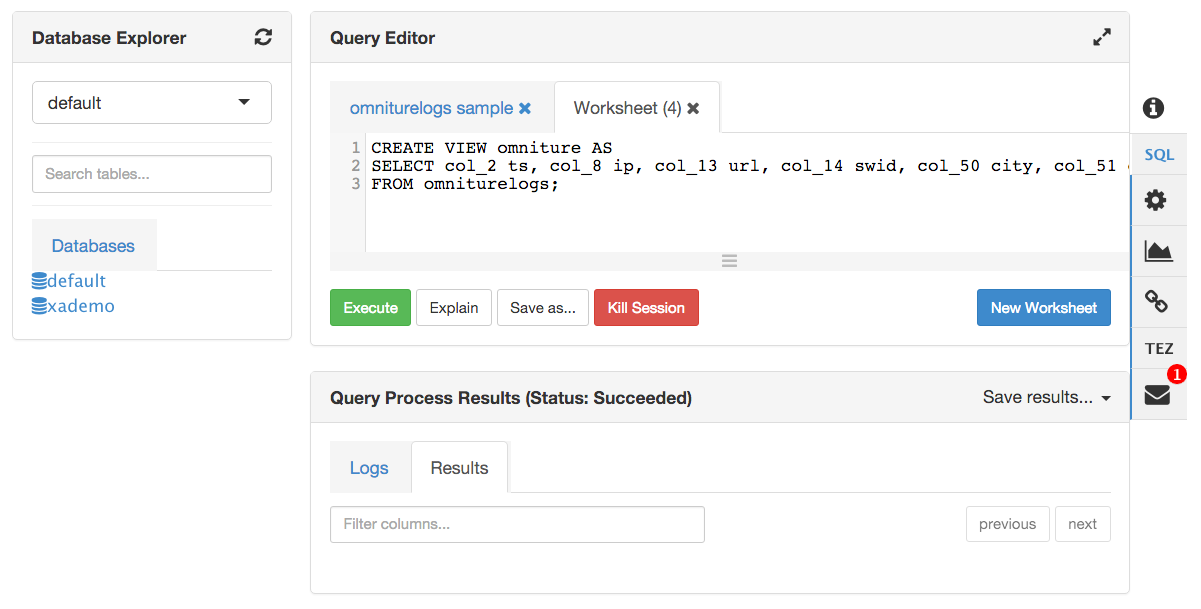 Database Explorer
default
Search tables...
Databases
default
xademo
Query Editor
omniturelogs sample
Worksheet (4)
1 CREATE VIEW omniture AS
2 SELECT col_2 ts, col_8 ip, col_13 url, col_14 swid, col_50 city, col_51
3 FROM omniturelogs;
Execute Explain Save as... Kill Session New Worksheet
Query Process Results (Status: Succeeded) Save results...
Logs Results
Filter columns... previous next
SQL
TEZ
1